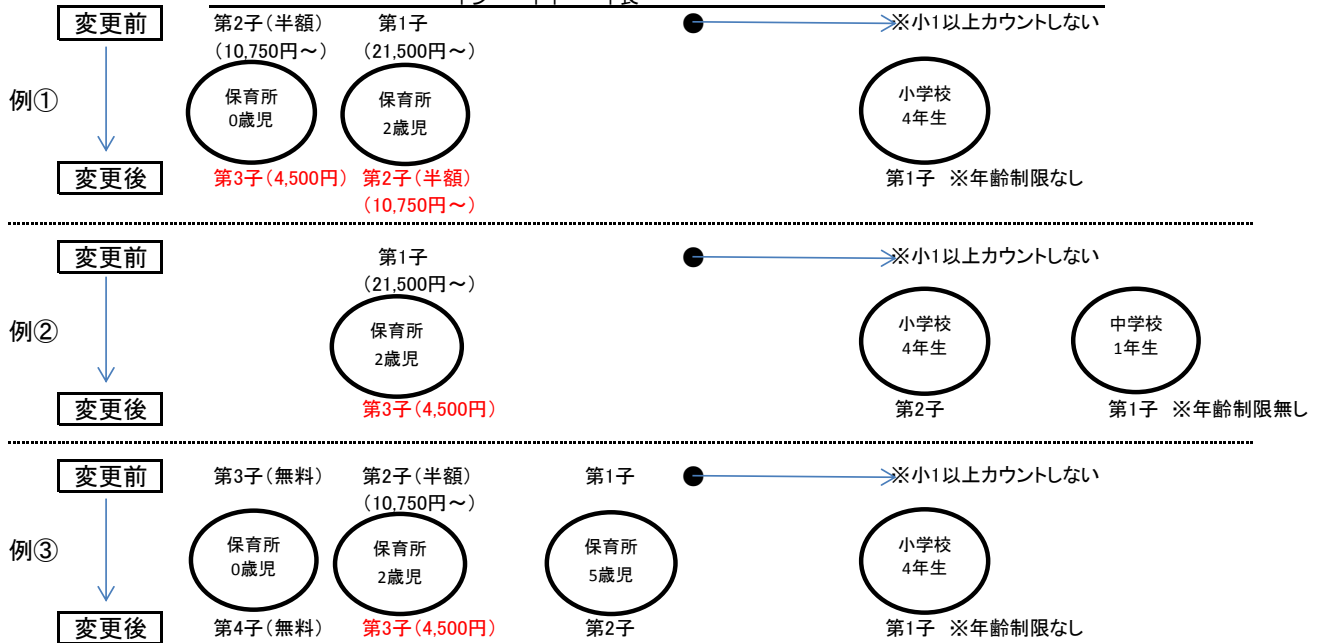 変更前 第2子(半額) 第1子 ※小1以上カウントしない
(10,750円~) (21,500円~)
例① 保育所 保育所 小学校
0歳児 2歳児 4年生
変更後 第3子(4,500円) 第2子(半額) 第1子 ※年齢制限なし
(10,750円~)
変更前 第1子 ※小1以上カウントしない
(21,500円~)
例② 保育所 小学校 中学校
2歳児 4年生 1年生
変更後 第3子(4,500円) 第2子 第1子 ※年齢制限無し
変更前 第3子(無料) 第2子(半額) 第1子 ※小1以上カウントしない
(10,750円~)
例③ 保育所 保育所 保育所 小学校
0歳児 2歳児 5歳児 4年生
変更後 第4子(無料) 第3子(4,500円) 第2子 第1子 ※年齢制限なし